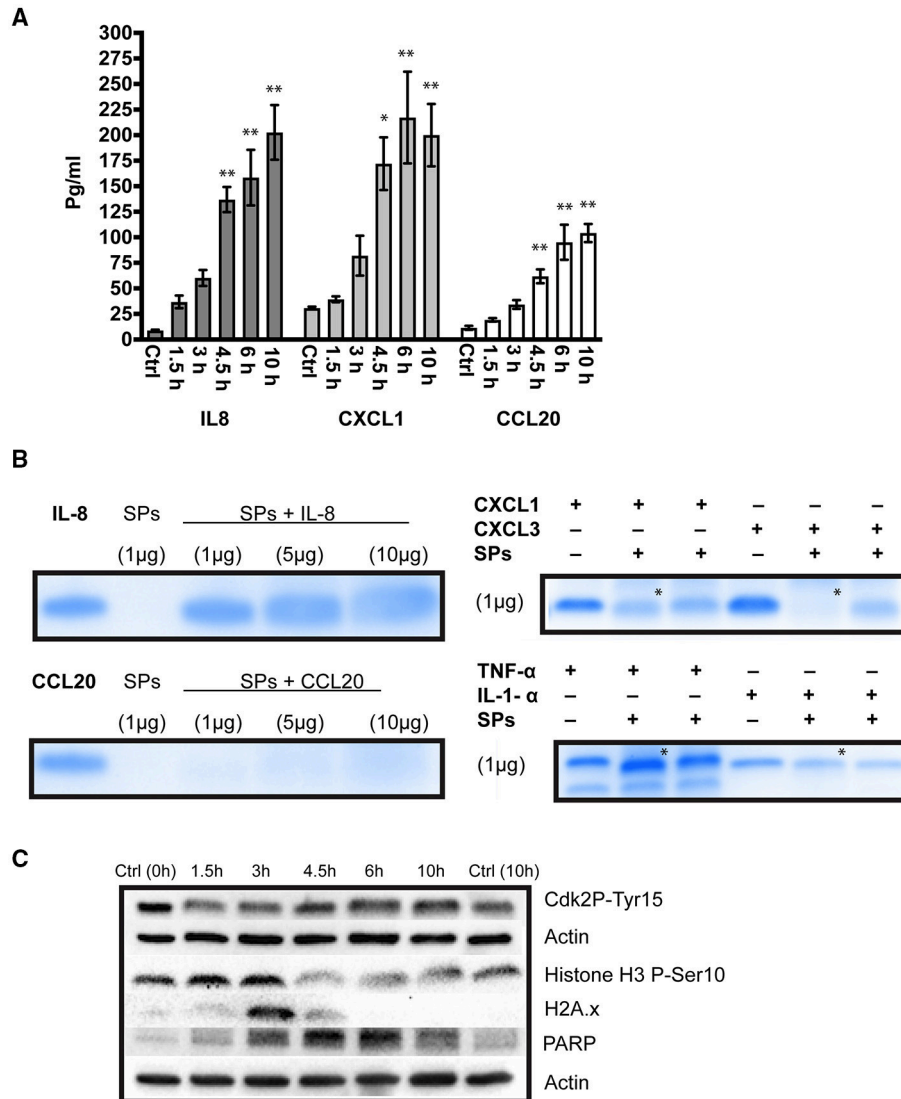 A
300
275
250
225
200
175
150
125
100
75
50
25
0
Pg/ml
** ** ** * ** ** ** ** **
Ctrl 1.5 h 3 h 4.5 h 6 h 10 h Ctrl 1.5 h 3 h 4.5 h 6 h 10 h Ctrl 1.5 h 3 h 4.5 h 6 h 10 h
IL8 CXCL1 CCL20
B
IL-8 SPs SPs + IL-8
(1µg) (1µg) (5µg) (10µg)
CCL20 SPs SPs + CCL20
(1µg) (1µg) (5µg) (10µg)
CXCL1 + + + – – –
CXCL3 – – – + + +
SPs – + + – + +
(1µg) * *
TNF-α + + + – – –
IL-1- α – – – + + +
SPs – + + – + +
(1µg) * *
C
Ctrl (0h) 1.5h 3h 4.5h 6h 10h Ctrl (10h)
Cdk2P-Tyr15
Actin
Histone H3 P-Ser10
H2A.x
PARP
Actin